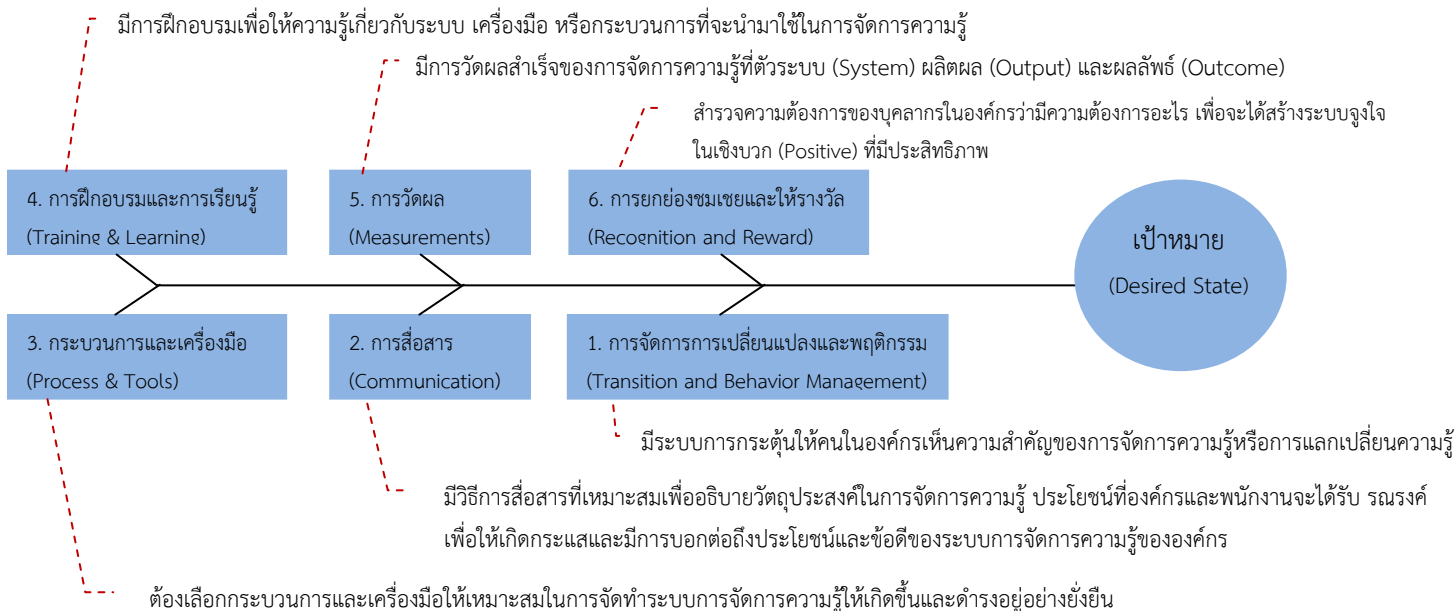 มีการฝึกอบรมเพื่อให้ความรู้เกี่ยวกับระบบ เครื่องมือ หรือกระบวนการที่จะนำมาใช้ในการจัดการความรู้
มีการวัดผลสำเร็จของการจัดการความรู้ที่ตัวระบบ (System) ผลิตผล (Output) และผลลัพธ์ (Outcome)
สำรวจความต้องการของบุคลากรในองค์กรว่ามีความต้องการอะไร เพื่อจะได้สร้างระบบจูงใจ
ในเชิงบวก (Positive) ที่มีประสิทธิภาพ
4. การฝึกอบรมและการเรียนรู้
(Training & Learning)
5. การวัดผล
(Measurements)
6. การยกย่องชมเชยและให้รางวัล
(Recognition and Reward)
เป้าหมาย
(Desired State)
3. กระบวนการและเครื่องมือ
(Process & Tools)
2. การสื่อสาร
(Communication)
1. การจัดการการเปลี่ยนแปลงและพฤติกรรม
(Transition and Behavior Management)
มีระบบการกระตุ้นให้คนในองค์กรเห็นความสำคัญของการจัดการความรู้หรือการแลกเปลี่ยนความรู้
มีวิธีการสื่อสารที่เหมาะสมเพื่ออธิบายวัตถุประสงค์ในการจัดการความรู้ ประโยชน์ที่องค์กรและพนักงานจะได้รับ รณรงค์
เพื่อให้เกิดกระแสและมีการบอกต่อถึงประโยชน์และข้อดีของระบบการจัดการความรู้ขององค์กร
ต้องเลือกกระบวนการและเครื่องมือให้เหมาะสมในการจัดทำระบบการจัดการความรู้ให้เกิดขึ้นและดำรงอยู่อย่างยั่งยืน